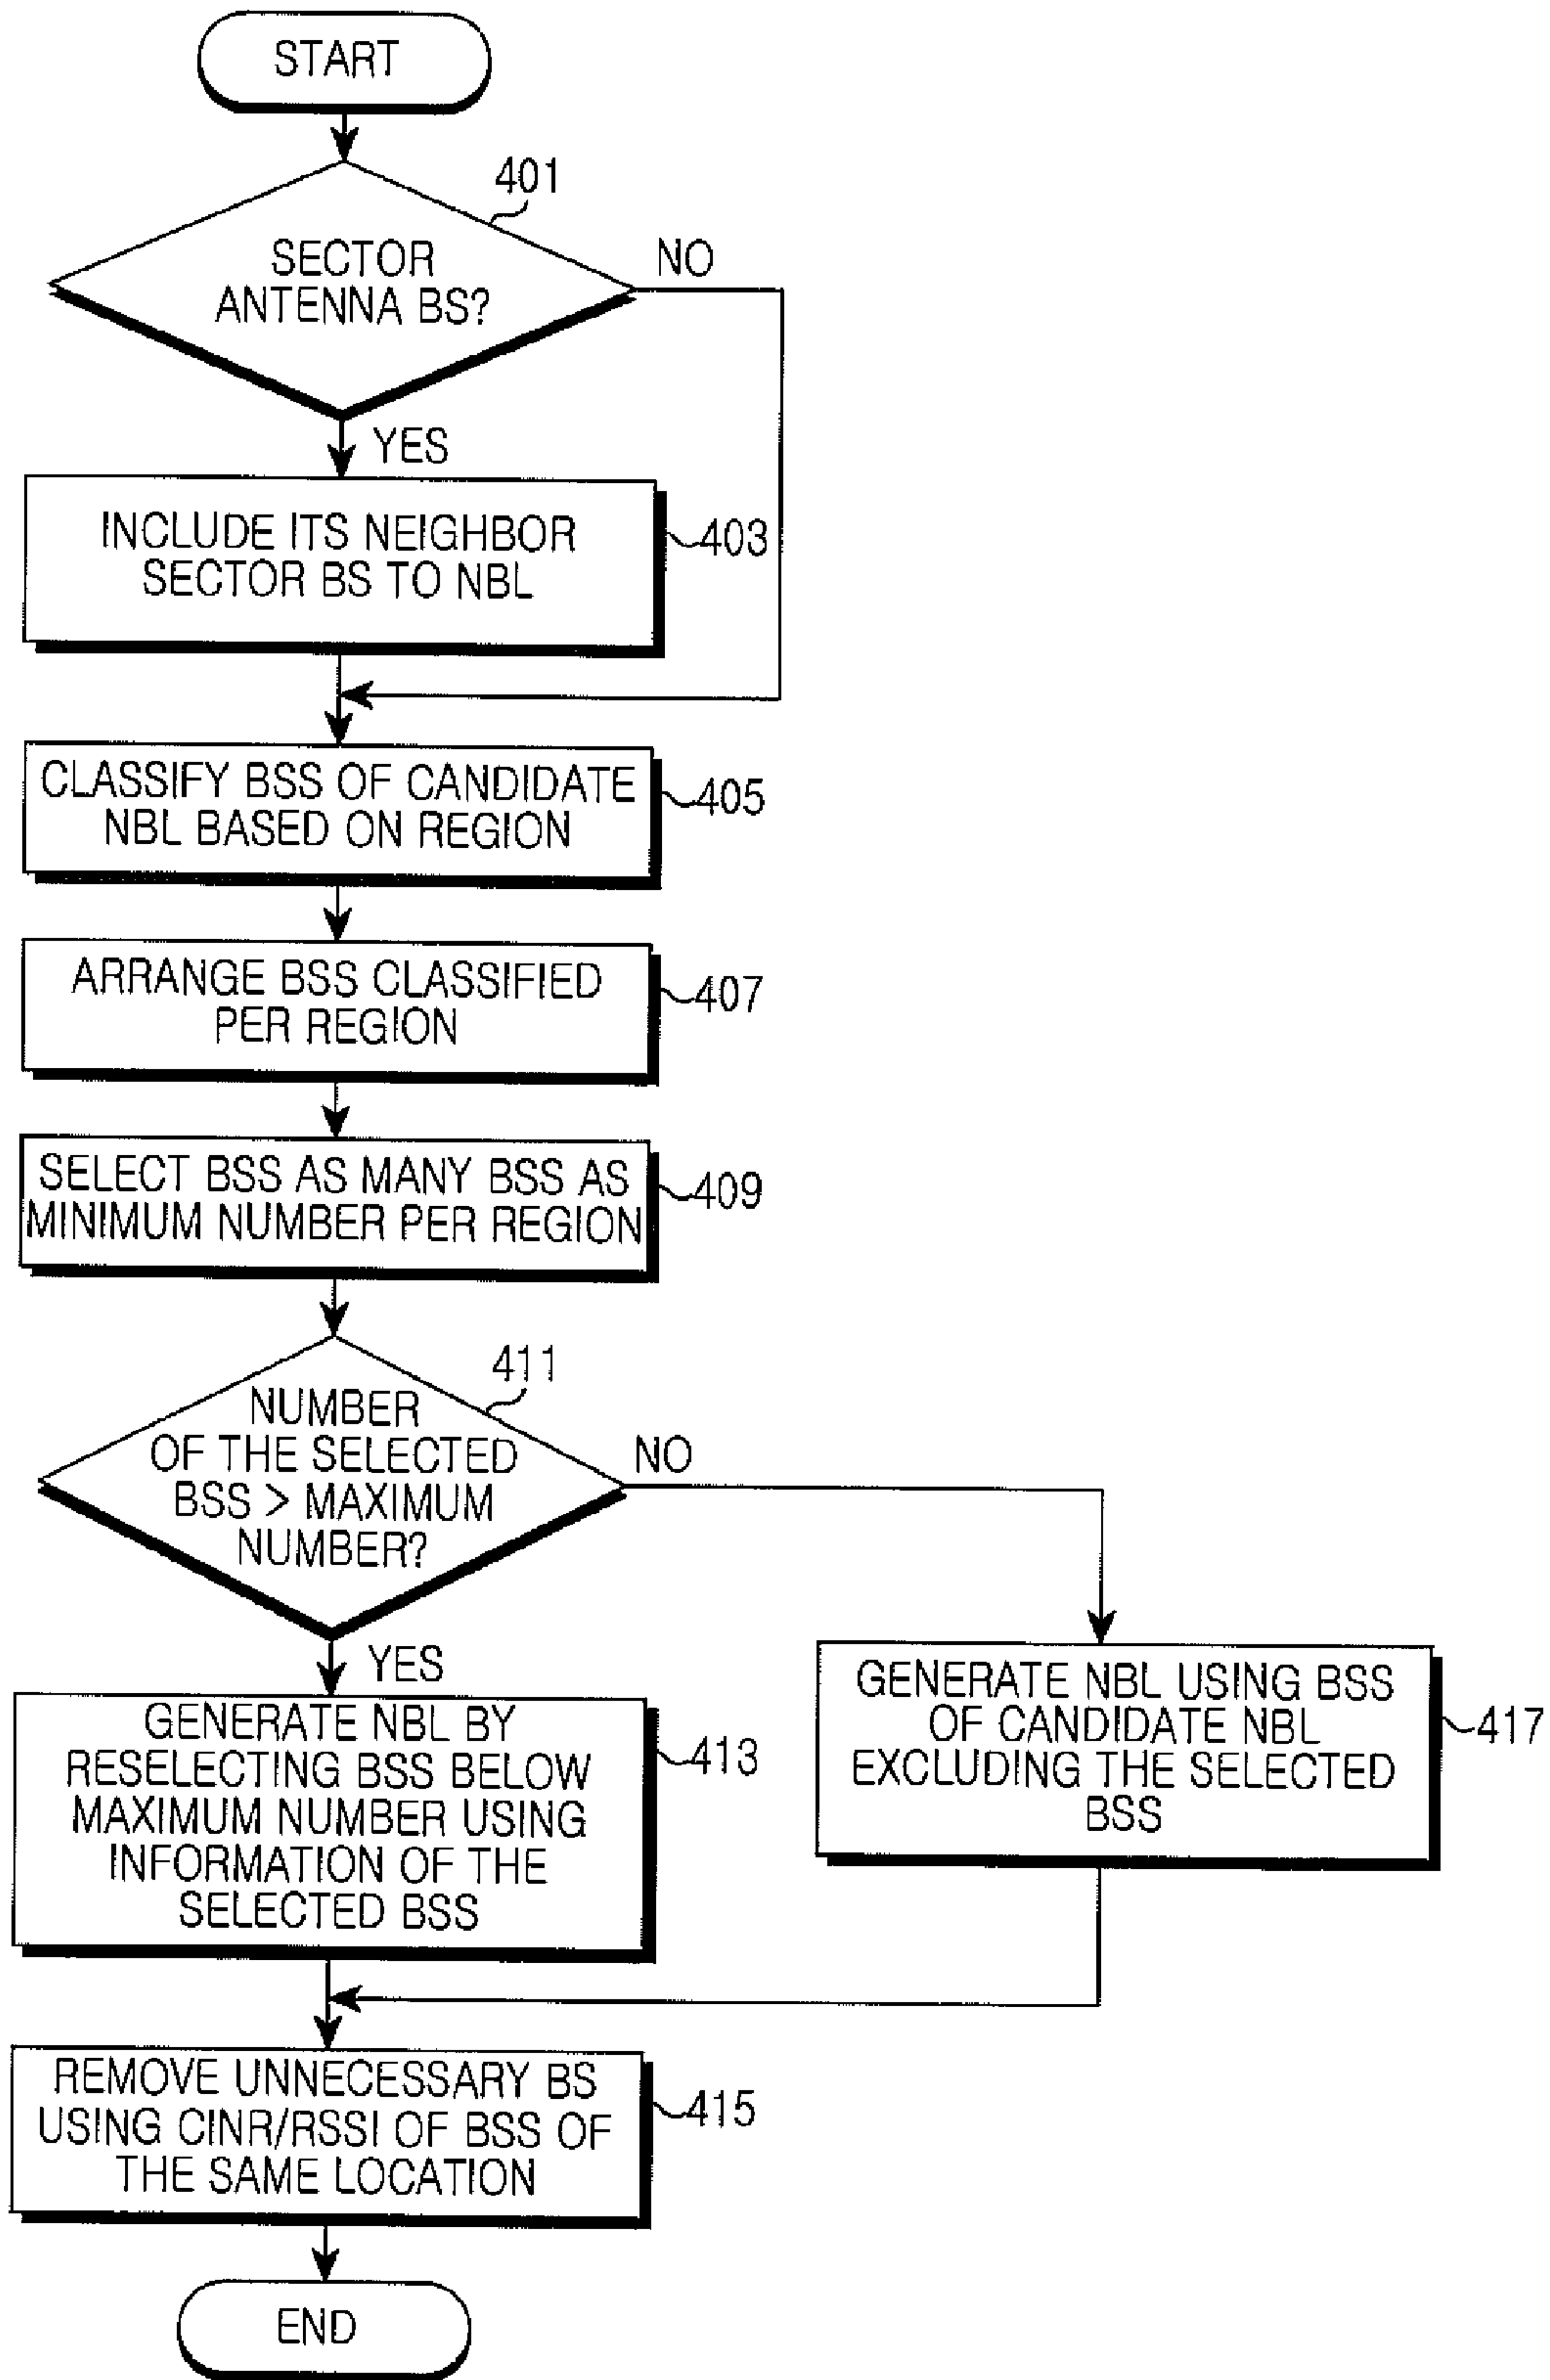 START
401
SECTOR
ANTENNA BS?
NO
YES
INCLUDE ITS NEIGHBOR
SECTOR BS TO NBL
403
CLASSIFY BSS OF CANDIDATE
NBL BASED ON REGION
405
ARRANGE BSS CLASSIFIED
PER REGION
407
SELECT BSS AS MANY BSS AS
MINIMUM NUMBER PER REGION
409
411
NUMBER
OF THE SELECTED
BSS > MAXIMUM
NUMBER?
NO
YES
GENERATE NBL BY
RESELECTING BSS BELOW
MAXIMUM NUMBER USING
INFORMATION OF THE
SELECTED BSS
413
GENERATE NBL USING BSS
OF CANDIDATE NBL
EXCLUDING THE SELECTED
BSS
417
REMOVE UNNECESSARY BS
USING CINR/RSSI OF BSS OF
THE SAME LOCATION
415
END